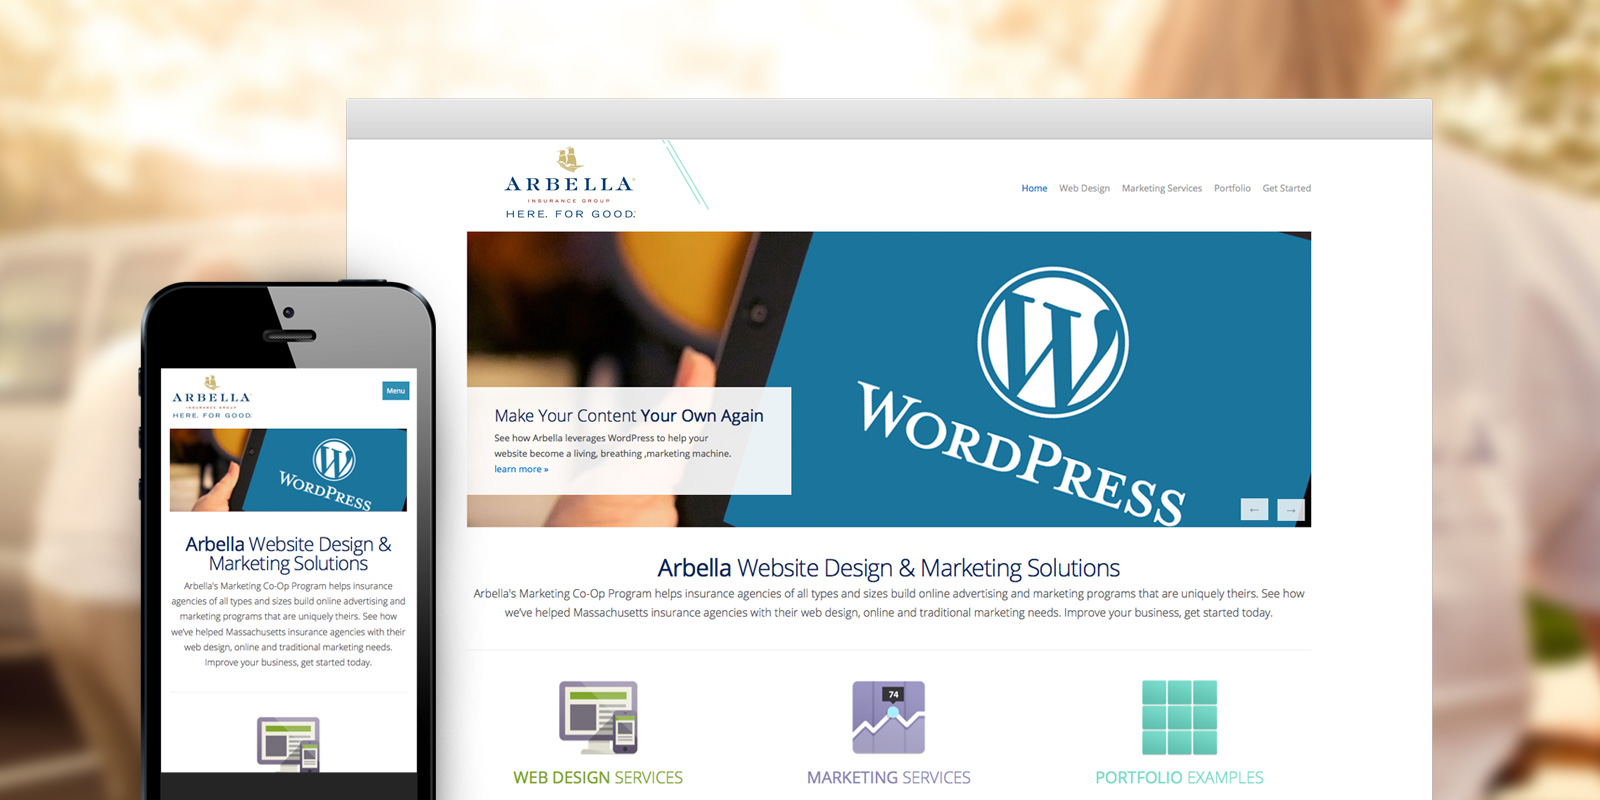 ARBELLA®
INSURANCE GROUP
HERE. FOR GOOD.
Home Web Design Marketing Services Portfolio Get Started
W
WORDPRESS
Make Your Content Your Own Again
See how Arbella leverages WordPress to help your
website become a living, breathing ,marketing machine.
learn more »
← →
Arbella Website Design & Marketing Solutions
Arbella's Marketing Co-Op Program helps insurance agencies of all types and sizes build online advertising and marketing programs that are uniquely theirs. See how
we've helped Massachusetts insurance agencies with their web design, online and traditional marketing needs. Improve your business, get started today.
74
WEB DESIGN SERVICES
MARKETING SERVICES
PORTFOLIO EXAMPLES
ARBELLA
INSURANCE GROUP
HERE. FOR GOOD.
Menu
W
WORDPRESS
Arbella Website Design &
Marketing Solutions
Arbella's Marketing Co-Op Program helps insurance
agencies of all types and sizes build online advertising and
marketing programs that are uniquely theirs. See how
we've helped Massachusetts insurance agencies with their
web design, online and traditional marketing needs.
Improve your business, get started today.